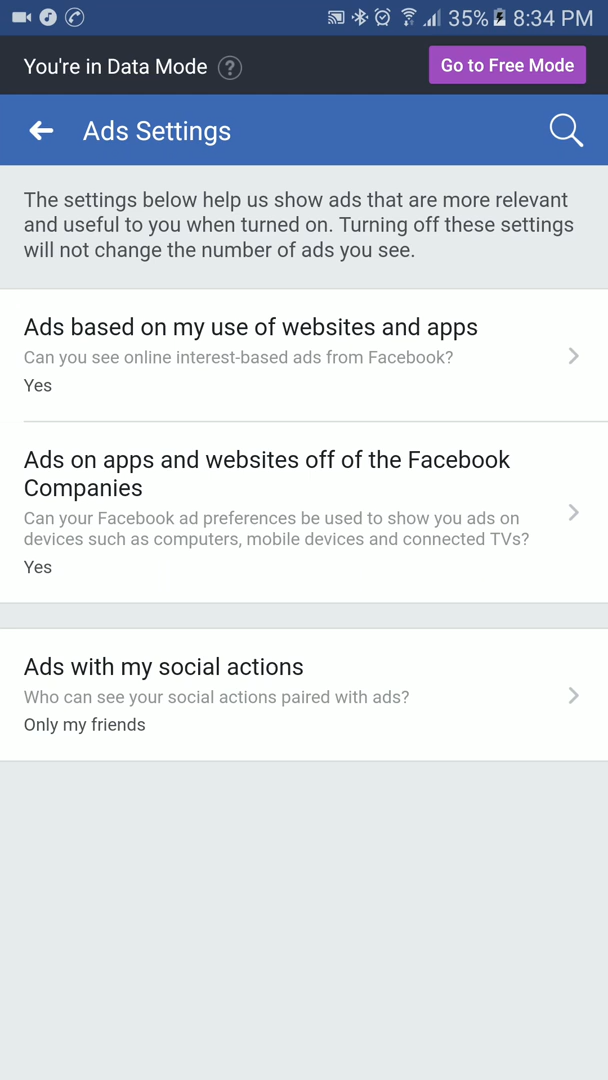 35% 8:34 PM
You're in Data Mode ?
Go to Free Mode
Ads Settings
The settings below help us show ads that are more relevant
and useful to you when turned on. Turning off these settings
will not change the number of ads you see.
Ads based on my use of websites and apps
Can you see online interest-based ads from Facebook?
Yes
Ads on apps and websites off of the Facebook
Companies
Can your Facebook ad preferences be used to show you ads on
devices such as computers, mobile devices and connected TVs?
Yes
Ads with my social actions
Who can see your social actions paired with ads?
Only my friends